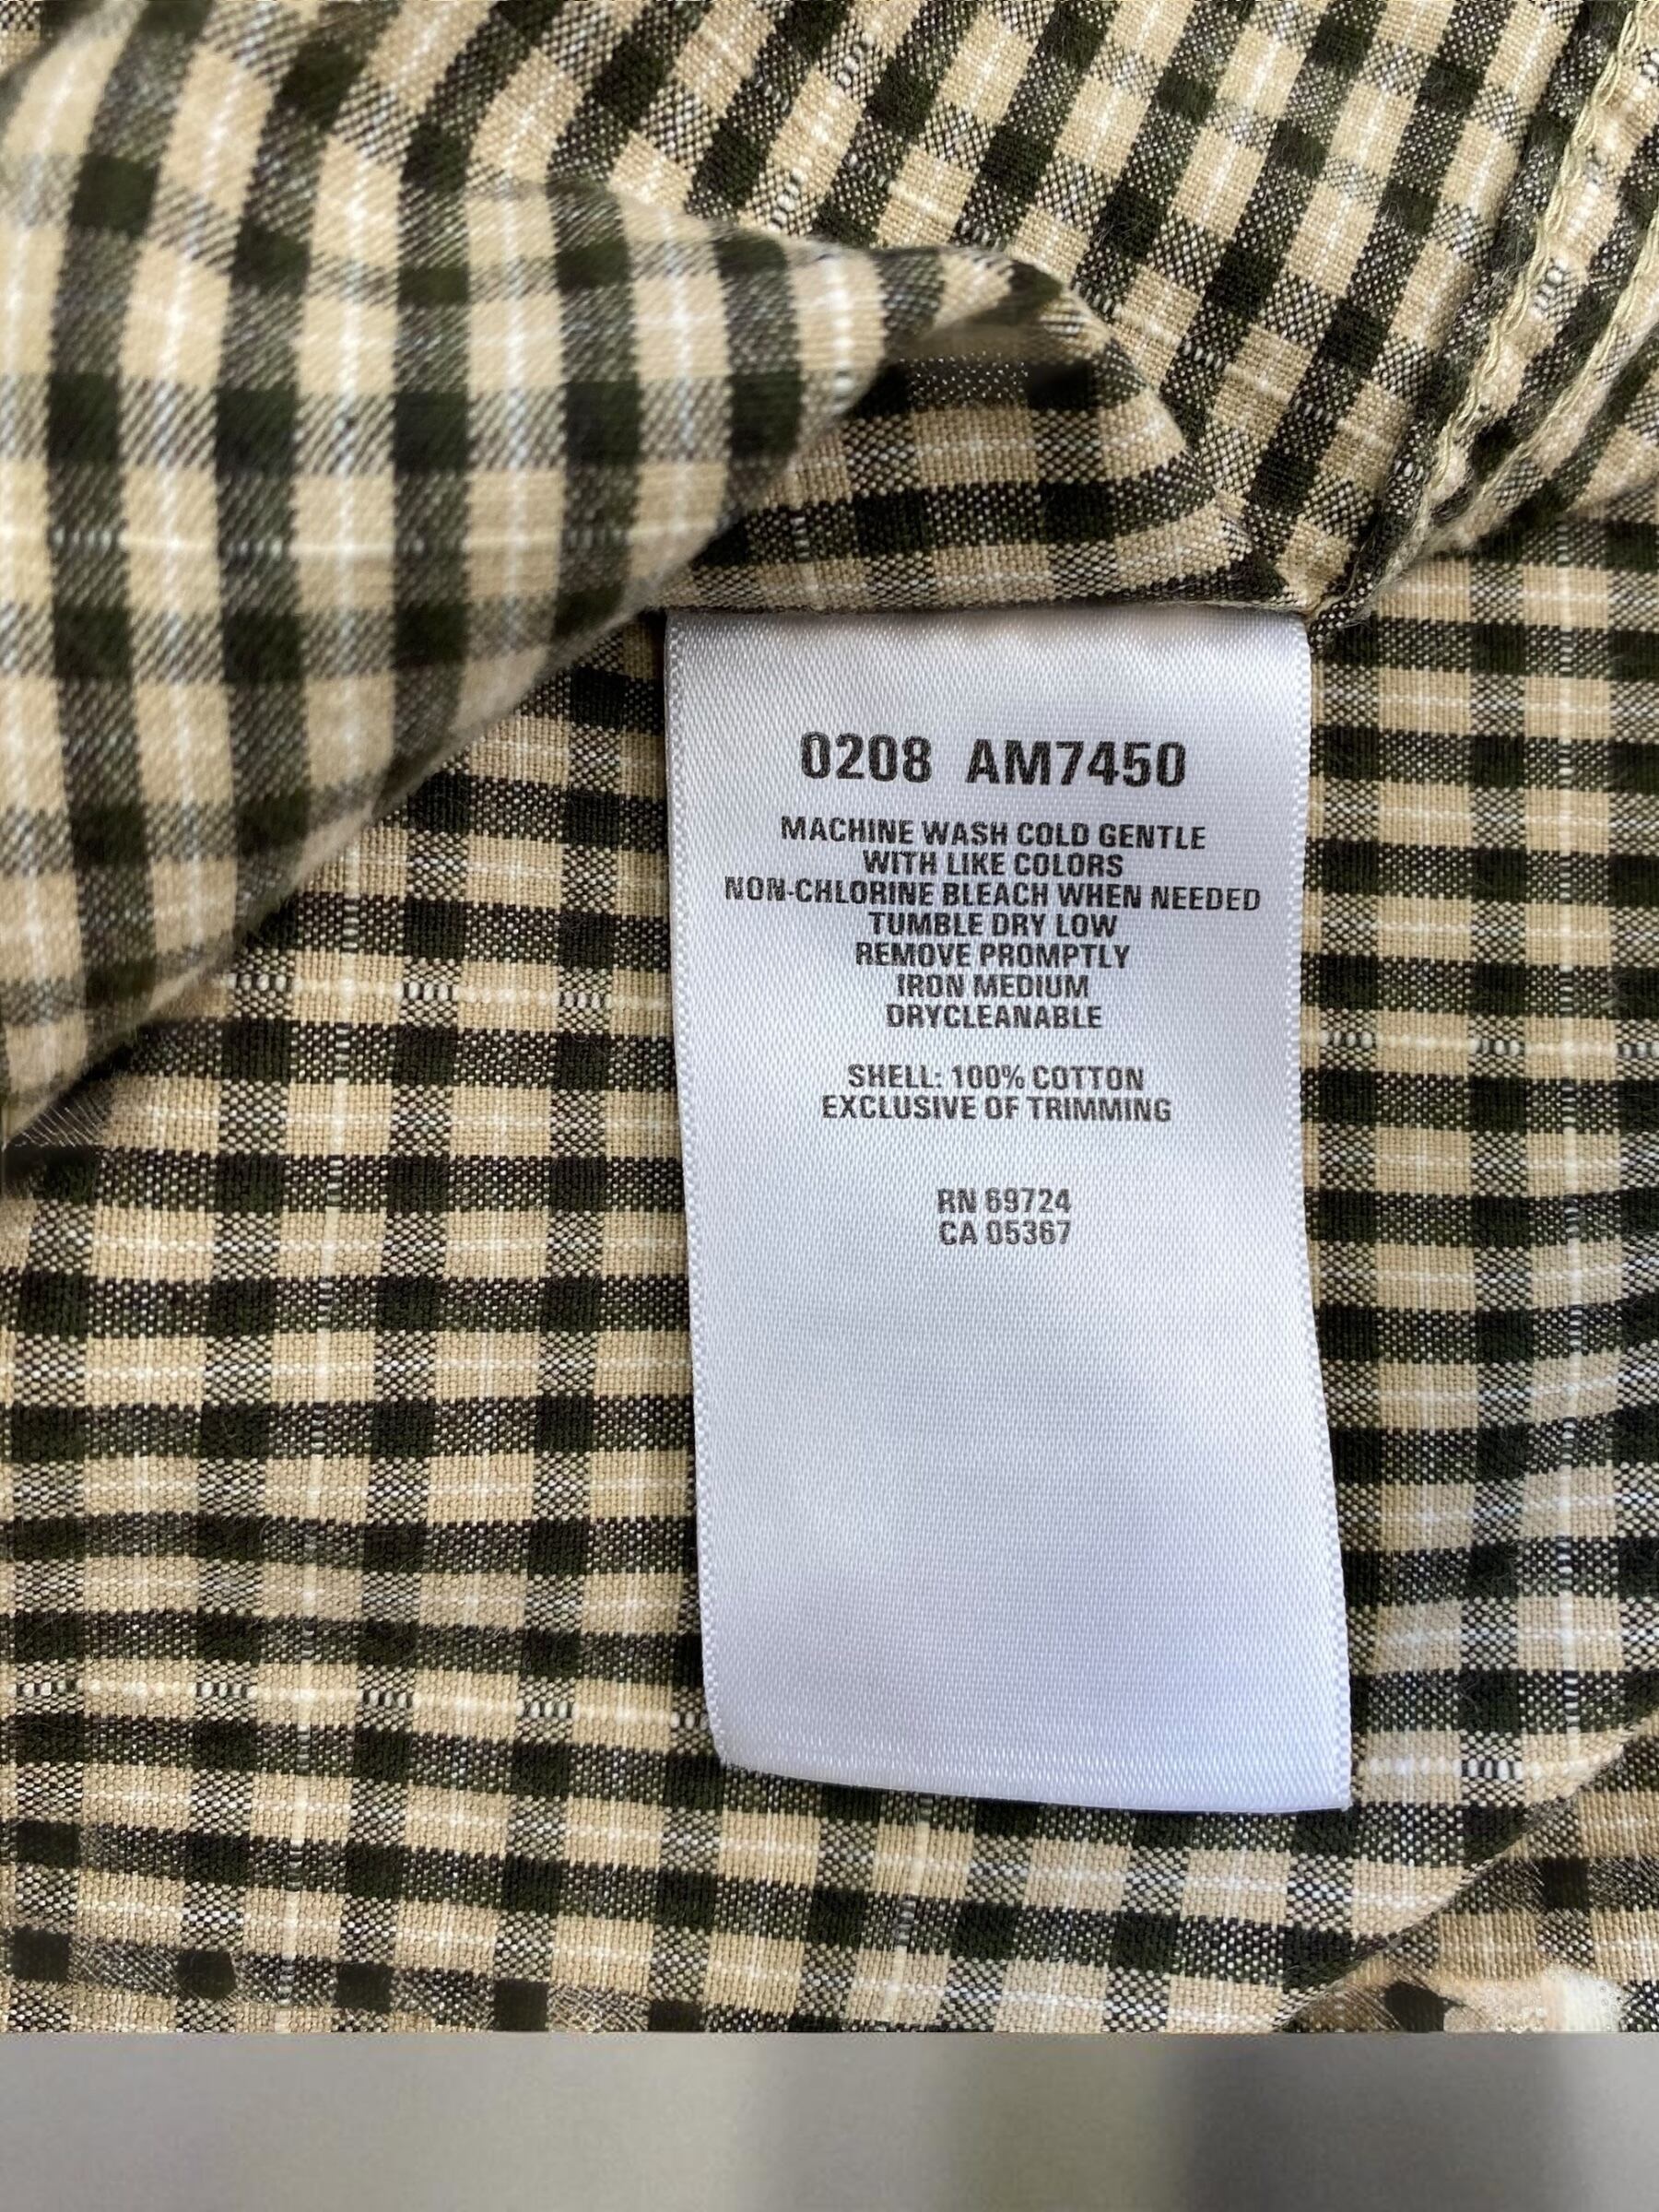 0208 AM7450
MACHINE WASH COLD GENTLE
WITH LIKE COLORS
NON-CHLORINE BLEACH WHEN NEEDED
TUMBLE DRY LOW
REMOVE PROMPTLY
IRON MEDIUM
DRYCLEANABLE
SHELL: 100% COTTON
EXCLUSIVE OF TRIMMING
RN 69724
CA 05367